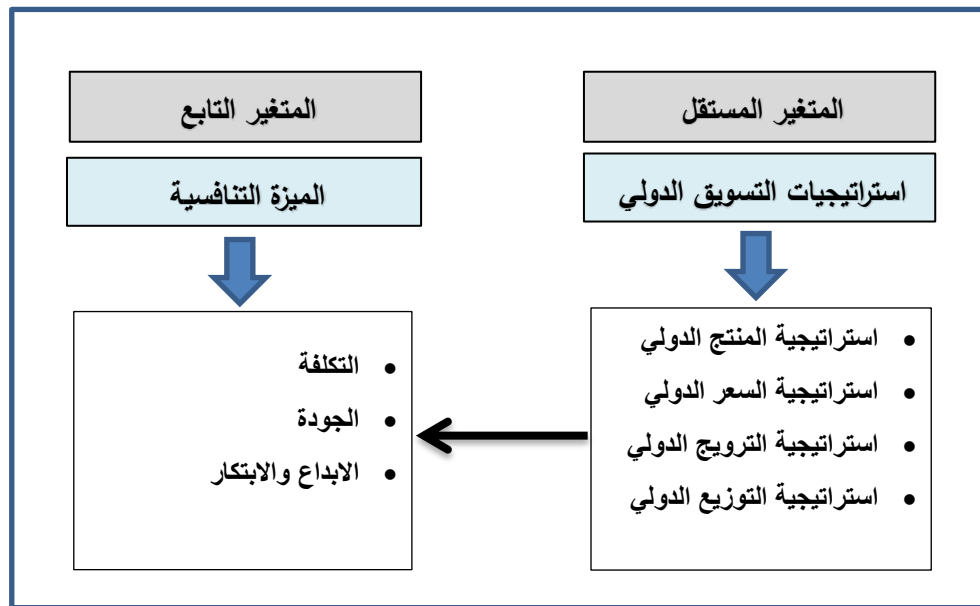 المتغير المستقل
استراتيجيات التسويق الدولي
• استراتيجية المنتج الدولي
• استراتيجية السعر الدولي
• استراتيجية الترويج الدولي
• استراتيجية التوزيع الدولي
المتغير التابع
الميزة التنافسية
• التكلفة
• الجودة
• الابداع والابتكار